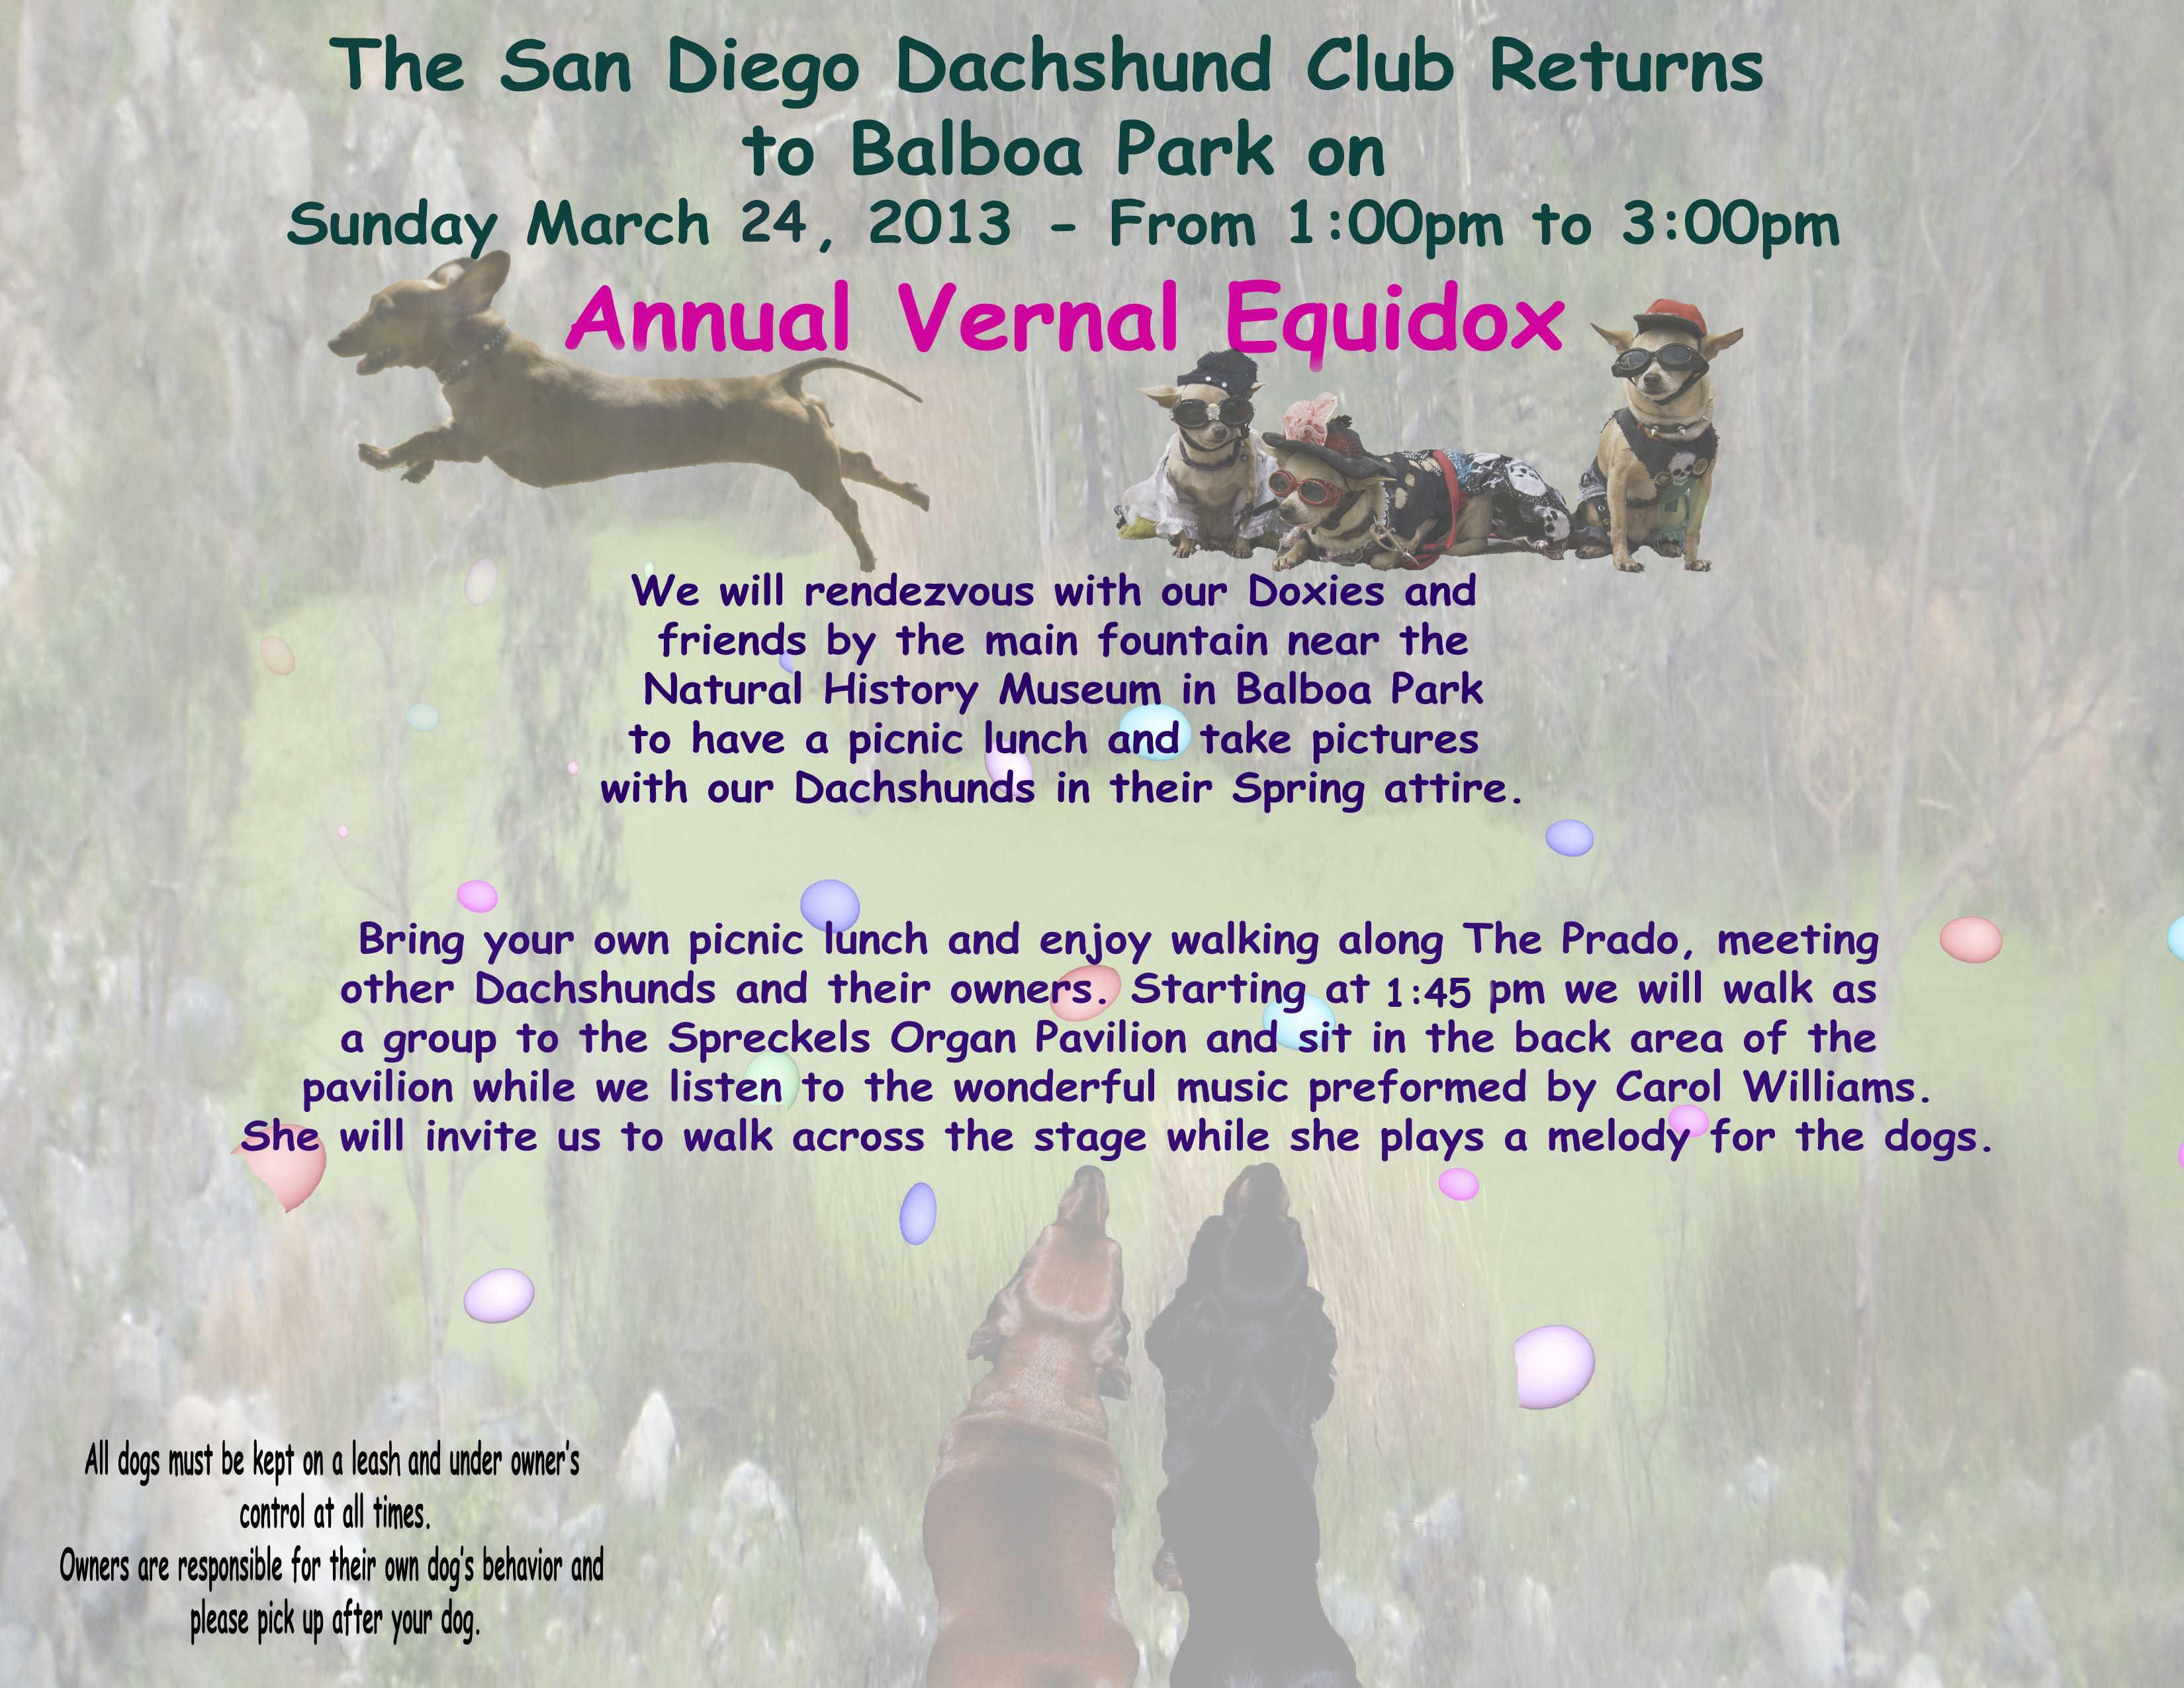 The San Diego Dachshund Club Returns
to Balboa Park on
Sunday March 24, 2013 - From 1:00pm to 3:00pm
Annual Vernal Equidox
We will rendezvous with our Doxies and
friends by the main fountain near the
Natural History Museum in Balboa Park
to have a picnic lunch and take pictures
with our Dachshunds in their Spring attire.
Bring your own picnic lunch and enjoy walking along The Prado, meeting
other Dachshunds and their owners. Starting at 1:45 pm we will walk as
a group to the Spreckels Organ Pavilion and sit in the back area of the
pavilion while we listen to the wonderful music preformed by Carol Williams.
She will invite us to walk across the stage while she plays a melody for the dogs.
All dogs must be kept on a leash and under owner's
control at all times.
Owners are responsible for their own dog's behavior and
please pick up after your dog.